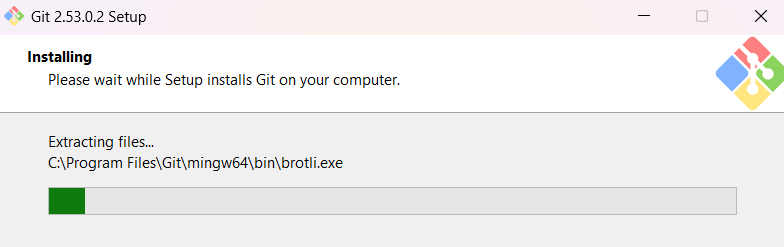 Git 2.53.0.2 Setup
Installing
Please wait while Setup installs Git on your computer.
Extracting files...
C:\Program Files\Git\mingw64\bin\brotli.exe